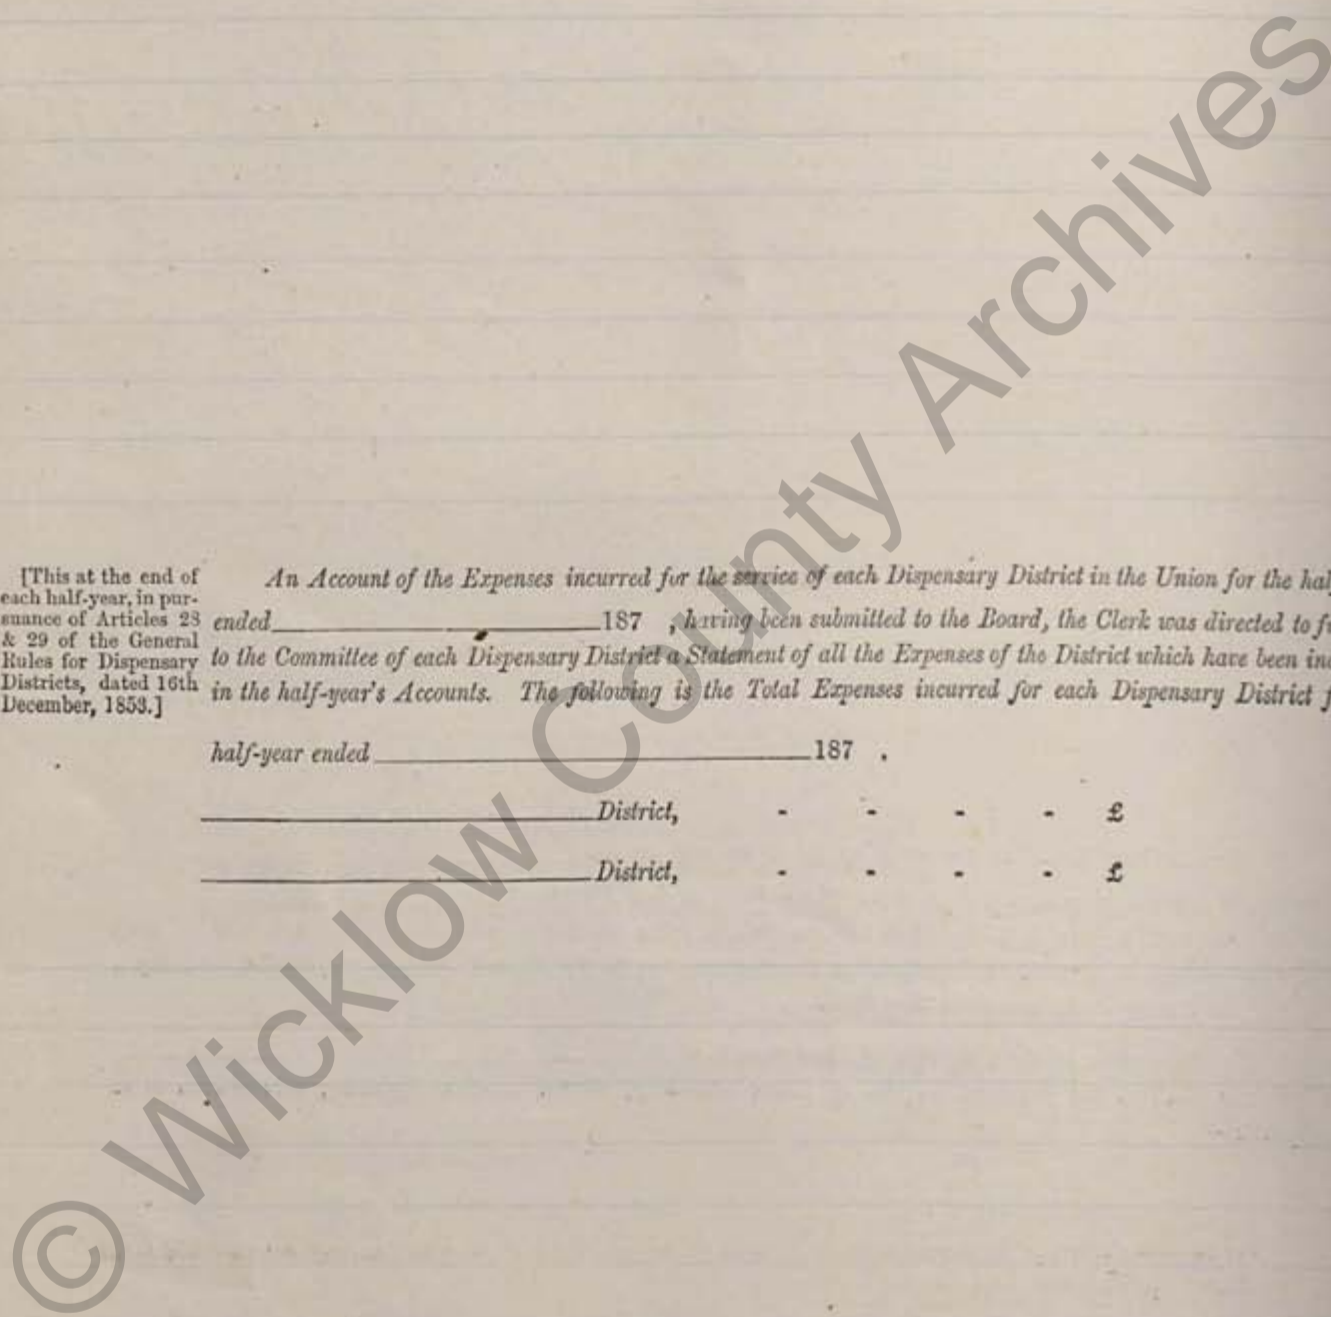 [This at the end of
each half-year, in pur-
suance of Articles 28
& 29 of the General
Rules for Dispensary
Districts, dated 16th
December, 1853.]
An Account of the Expenses incurred for the service of each Dispensary District in the Union for the hal
ended 187 , having been submitted to the Board, the Clerk was directed to fu
to the Committee of each Dispensary District a Statement of all the Expenses of the District which have been inc
in the half-year's Accounts. The following is the Total Expenses incurred for each Dispensary District f
half-year ended 187 .
District, - - - - £
District, - - - - £
© Wicklow County Archives